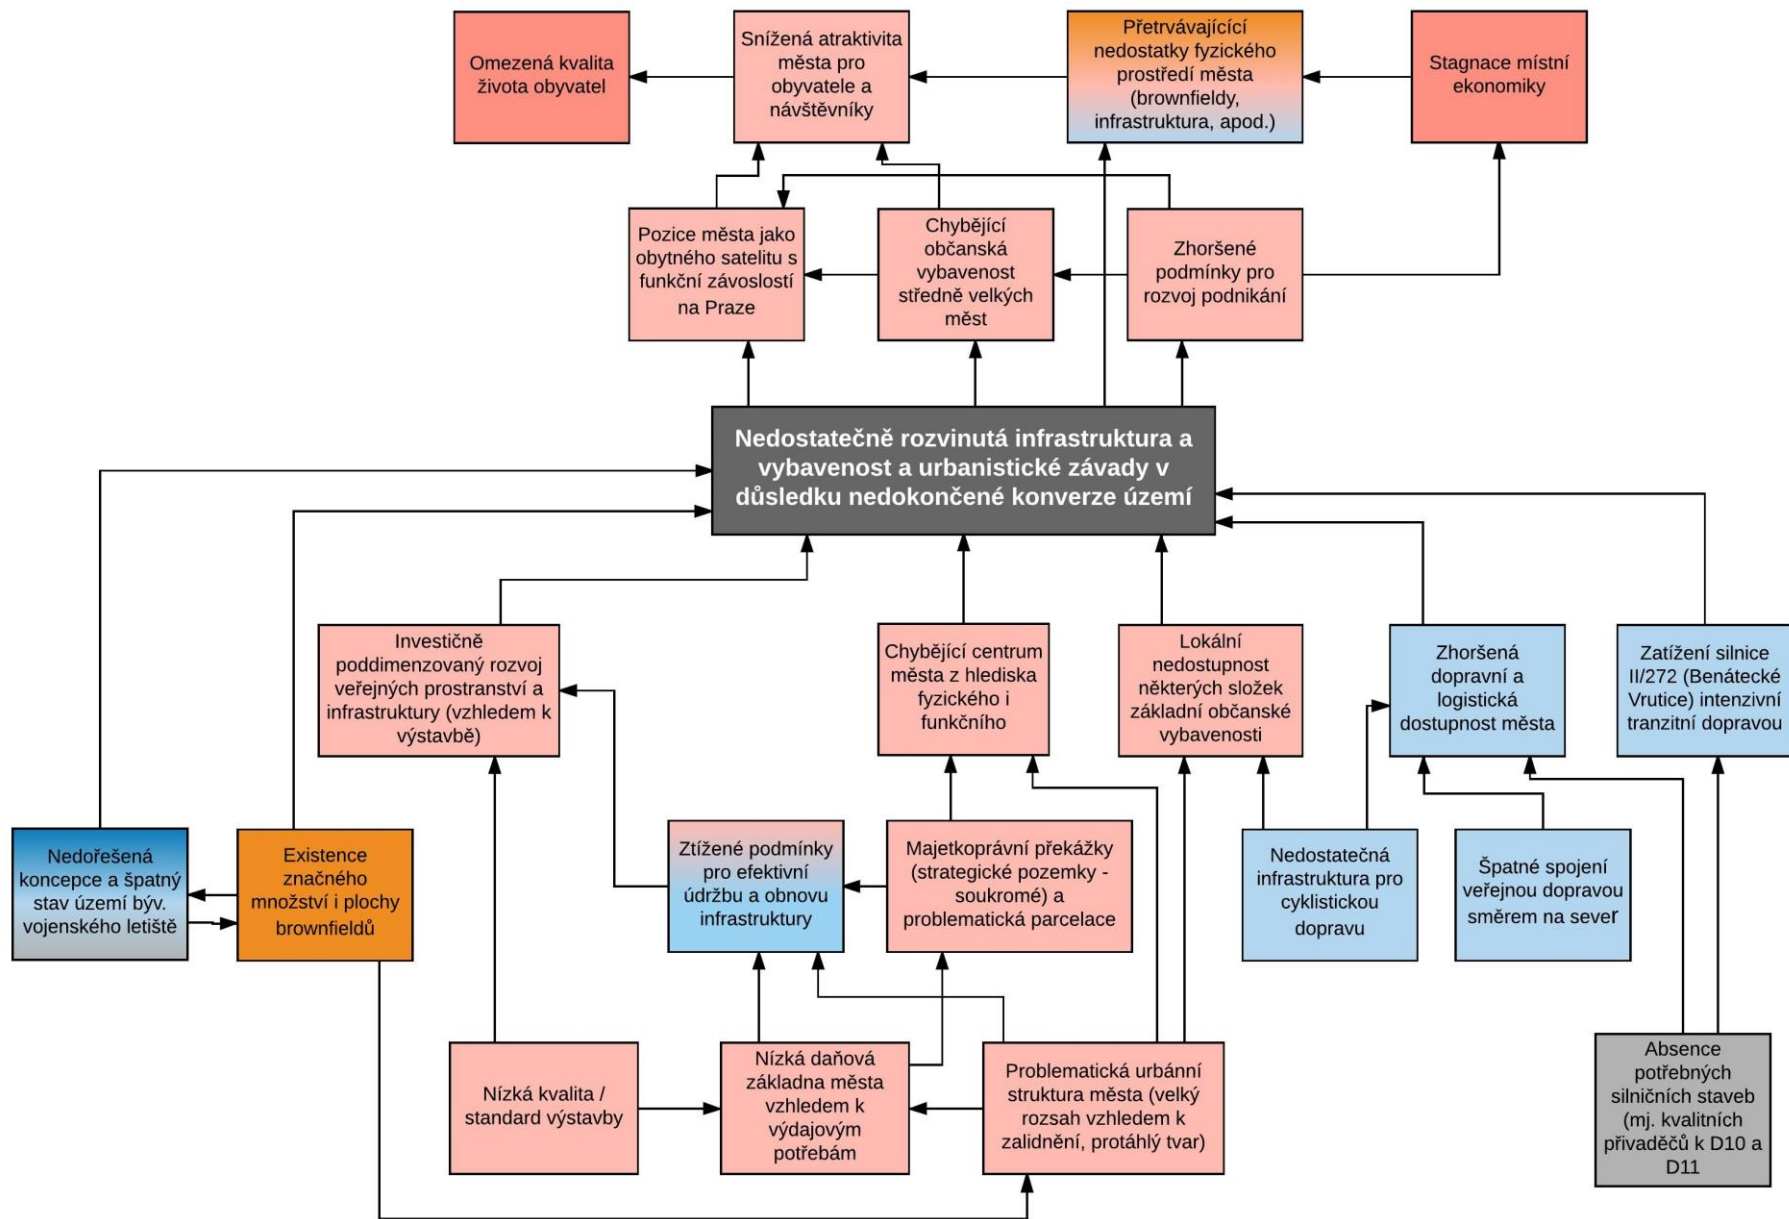 Omezená kvalita
života obyvatel
Snížená atraktivita
města pro
obyvatele a
návštěvníky
Přetrvávajícící
nedostatky fyzického
prostředí města
(brownfieldy,
infrastruktura, apod.)
Stagnace místní
ekonomiky
Pozice města jako
obytného satelitu s
funkční závoslostí
na Praze
Chybějící
občanská
vybavenost
středně velkých
měst
Zhoršené
podmínky pro
rozvoj podnikání
Nedostatečně rozvinutá infrastruktura a
vybavenost a urbanistické závady v
důsledku nedokončené konverze území
Investičně
poddimenzovaný rozvoj
veřejných prostranství a
infrastruktury (vzhledem k
výstavbě)
Chybějící centrum
města z hlediska
fyzického i
funkčního
Lokální
nedostupnost
některých složek
základní občanské
vybavenosti
Zhoršená
dopravní a
logistická
dostupnost města
Zatížení silnice
II/272 (Benátecké
Vrutice) intenzivní
tranzitní dopravou
Nedořešená
koncepce a špatný
stav území býv.
vojenského letiště
Existence
značného
množství i plochy
brownfieldů
Ztížené podmínky
pro efektivní
údržbu a obnovu
infrastruktury
Majetkoprávní překážky
(strategické pozemky -
soukromé) a
problematická parcelace
Nedostatečná
infrastruktura pro
cyklistickou
dopravu
Špatné spojení
veřejnou dopravou
směrem na sever
Nízká kvalita /
standard výstavby
Nízká daňová
základna města
vzhledem k
výdajovým
potřebám
Problematická urbánní
struktura města (velký
rozsah vzhledem k
zalidnění, protáhlý tvar)
Absence
potřebných
silničních staveb
(mj. kvalitních
přivaděčů k D10 a
D11